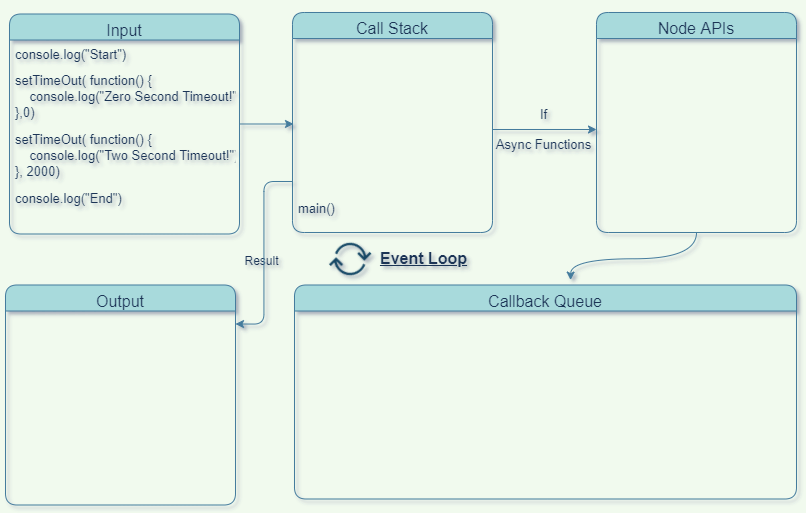 Input
console.log("Start")
setTimeOut( function() {
console.log("Zero Second Timeout!"
},0)
setTimeOut( function() {
console.log("Two Second Timeout!"
}, 2000)
console.log("End")
Call Stack
main()
If
Async Functions
Node APIs
Result
Event Loop
Output
Callback Queue